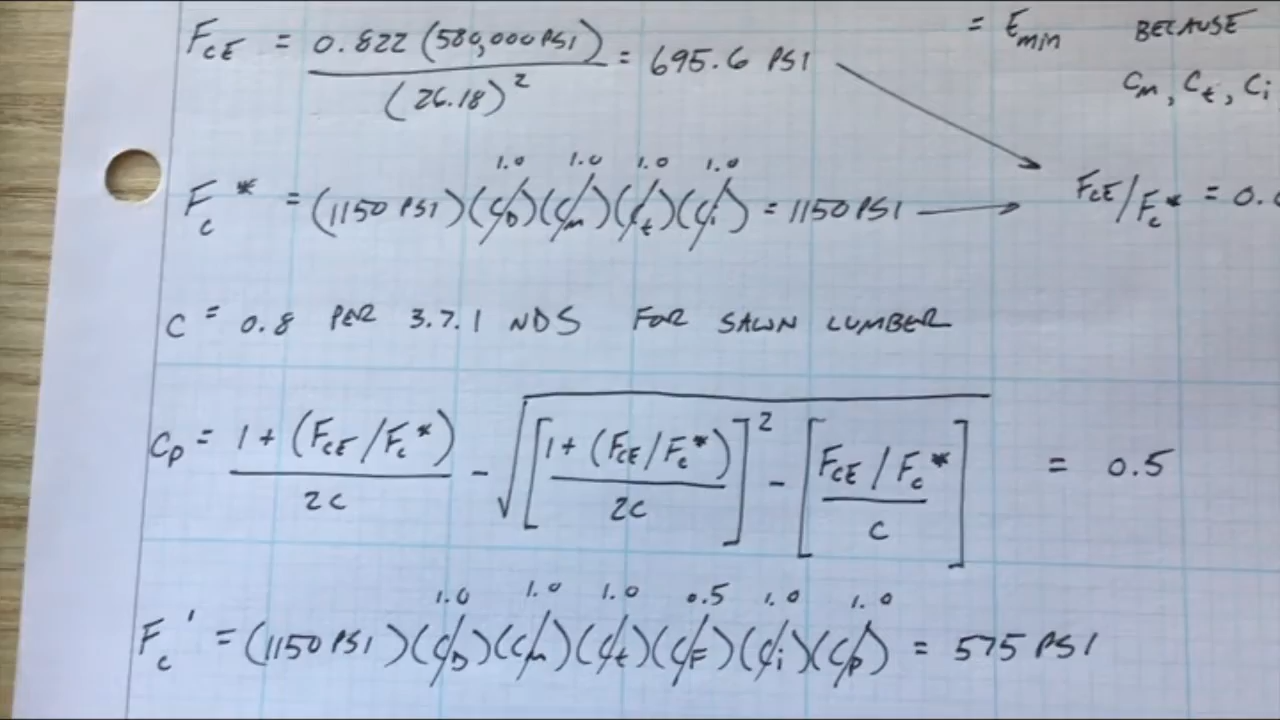 FcE = 0.822 (580,000 PSI) / (26.18)² = 695.6 PSI
= Emin BECAUSE
Cm, Ct, Ci
1.0 1.0 1.0 1.0
Fc* = (1150 PSI)(CD)(Cm)(Ct)(Ci) = 1150 PSI
FcE/Fc* = 0.
C = 0.8 PER 3.7.1 NDS FOR SAWN LUMBER
Cp = 1 + (FcE/Fc*) / 2C - √[1 + (FcE/Fc*) / 2C]² - [FcE / Fc* / C] = 0.5
1.0 1.0 1.0 0.5 1.0 1.0
Fc' = (1150 PSI)(CD)(Cm)(Ct)(CF)(Ci)(Cp) = 575 PSI